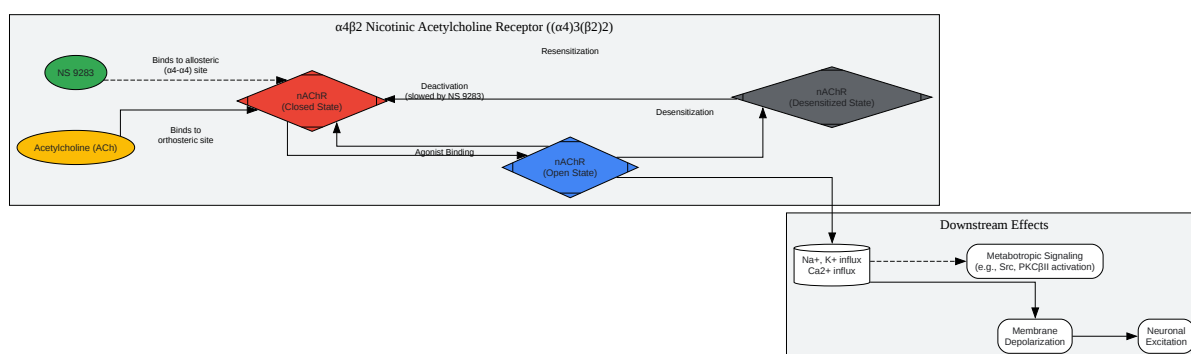 α4β2 Nicotinic Acetylcholine Receptor ((α4)3(β2)2)
Resensitization
Binds to allosteric
(α4-α4) site
NS 9283
Deactivation
(slowed by NS 9283)
nAChR
(Closed State)
nAChR
(Desensitized State)
Desensitization
Binds to
orthosteric site
Acetylcholine (ACh)
Agonist Binding
nAChR
(Open State)
Downstream Effects
Na+, K+ influx
Ca2+ influx
Metabotropic Signaling
(e.g., Src, PKCβII activation)
Membrane
Depolarization
Neuronal
Excitation